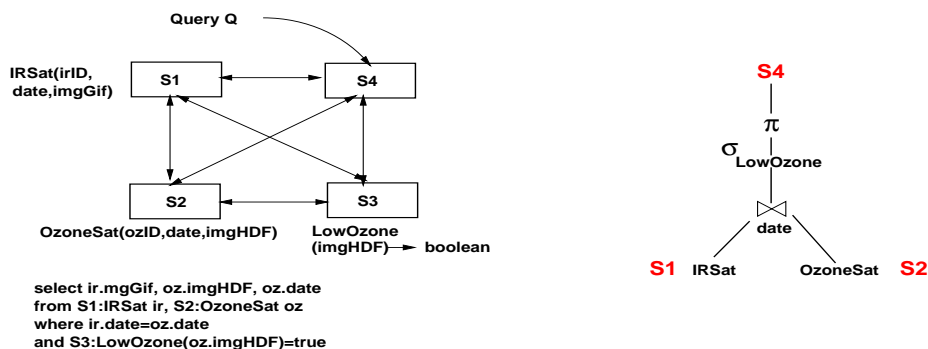 Query Q
IRSat(irID,
date,imgGif)
S1
S4
S2
S3
OzoneSat(ozID,date,imgHDF)
LowOzone
(imgHDF)
boolean
select ir.mgGif, oz.imgHDF, oz.date
from S1:IRSat ir, S2:OzoneSat oz
where ir.date=oz.date
and S3:LowOzone(oz.imgHDF)=true
S4
π
σ LowOzone
date
S1 IRSat
OzoneSat S2